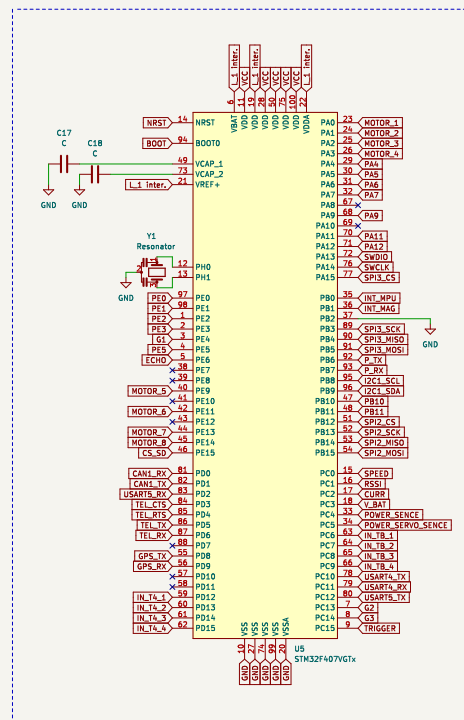 L_1 inter. VCC L_1 inter. VCC VCC VCC VCC L_1 inter.
6 11 19 28 50 75 100 22
VBAT VDD VDD VDD VDD VDD VDD VDDA
NRST 14 NRST PA0 23 MOTOR_1
PA1 24 MOTOR_2
BOOT 94 BOOT0 PA2 25 MOTOR_3
PA3 26 MOTOR_4
C17
C
C18
C
49 VCAP_1 PA4 29 PA4
73 VCAP_2 PA5 30 PA5
L_1 inter. 21 VREF+ PA6 31 PA6
PA7 32 PA7
GND GND
PA8 67
PA9 68 PA9
PA10 69
PA11 70 PA11
PA12 71 PA12
PA13 72 SWDIO
Y1
Resonator
12 PH0 PA14 76 SWCLK
13 PH1 PA15 77 SPI3_CS
GND
PE0 97 PE0 PB0 35 INT_MPU
PE1 98 PE1 PB1 36 INT_MAG
PE2 1 PE2 PB2 37
PE3 2 PE3 PB3 89 SPI3_SCK
GND
G1 3 PE4 PB4 90 SPI3_MISO
PE5 4 PE5 PB5 91 SPI3_MOSI
ECHO 5 PE6 PB6 92 P_TX
38 PE7 PB7 93 P_RX
39 PE8 PB8 95 I2C1_SCL
MOTOR_5 40 PE9 PB9 96 I2C1_SDA
41 PE10 PB10 47 PB10
MOTOR_6 42 PE11 PB11 48 PB11
43 PE12 PB12 51 SPI2_CS
MOTOR_7 44 PE13 PB13 52 SPI2_SCK
MOTOR_8 45 PE14 PB14 53 SPI2_MISO
CS_SD 46 PE15 PB15 54 SPI2_MOSI
CAN1_RX 81 PD0 PC0 15 SPEED
CAN1_TX 82 PD1 PC1 16 RSSI
USART5_RX 83 PD2 PC2 17 CURR
TEL_CTS 84 PD3 PC3 18 V_BAT
TEL_RTS 85 PD4 PC4 33 POWER_SENCE
TEL_TX 86 PD5 PC5 34 POWER_SERVO_SENCE
TEL_RX 87 PD6 PC6 63 IN_TB_1
88 PD7 PC7 64 IN_TB_2
GPS_TX 55 PD8 PC8 65 IN_TB_3
GPS_RX 56 PD9 PC9 66 IN_TB_4
57 PD10 PC10 78 USART4_TX
58 PD11 PC11 79 USART4_RX
IN_T4_1 59 PD12 PC12 80 USART5_TX
IN_T4_2 60 PD13 PC13 7 G2
IN_T4_3 61 PD14 PC14 8 G3
IN_T4_4 62 PD15 PC15 9 TRIGGER
VSS VSS VSS VSS VSSA
10 27 74 99 20
GND GND GND GND GND
U5
STM32F407VGTx